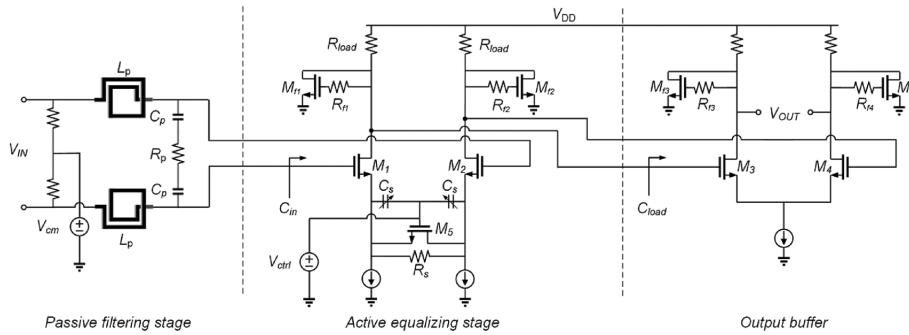 V_DD
R_load
R_load
L_p
M_f1
R_f1
R_f2
M_f2
M_f3
R_f3
R_f4
M
C_p
V_OUT
V_IN
R_p
M_1
M_2
M_3
M_4
C_p
C_s
C_s
C_in
C_load
V_cm
M_5
L_p
V_ctrl
R_s
Passive filtering stage
Active equalizing stage
Output buffer